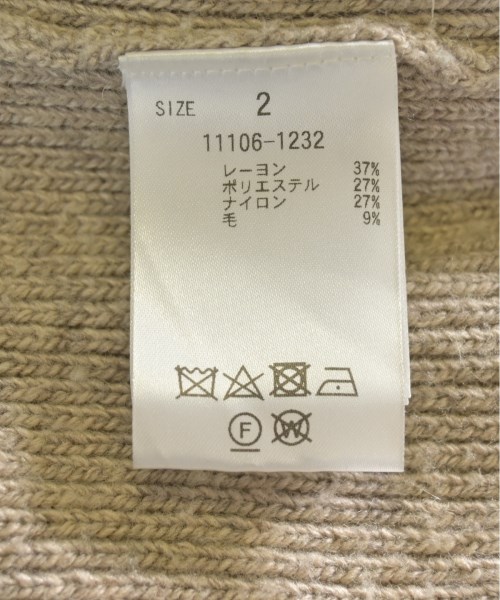 SIZE 2
11106-1232
レーヨン 37%
ポリエステル 27%
ナイロン 27%
毛 9%
F W